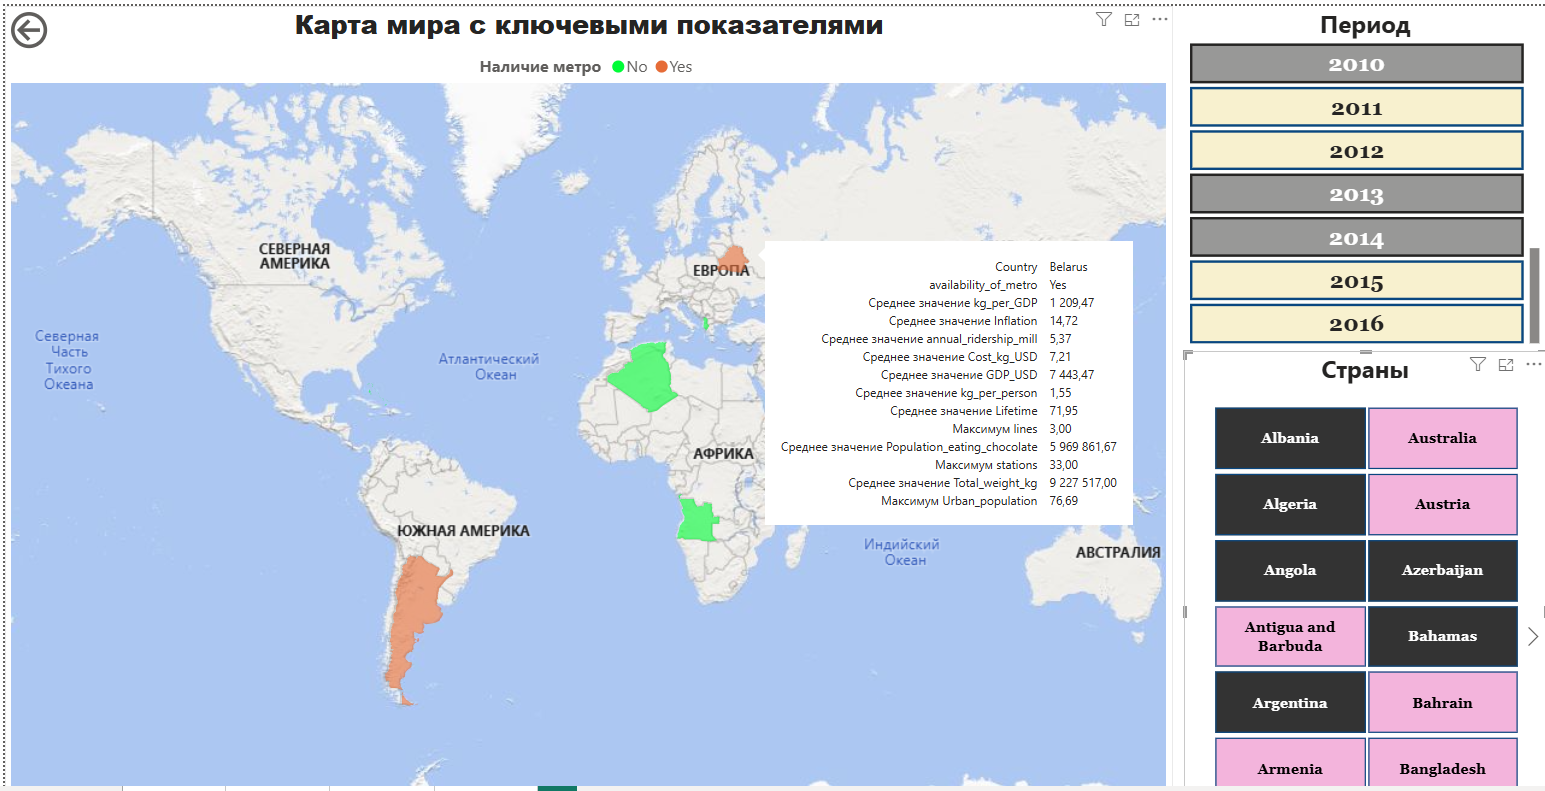 Карта мира с ключевыми показателями
Наличие метро No Yes
СЕВЕРНАЯ
АМЕРИКА
ЕВРОПА
Северная
Часть
Тихого
Океана
Атлантический
Океан
АФРИКА
ЮЖНАЯ АМЕРИКА
Индийский
Океан
АВСТРАЛИЯ
Country Belarus
availability_of_metro Yes
Среднее значение kg_per_GDP 1 209,47
Среднее значение Inflation 14,72
Среднее значение annual_ridership_mill 5,37
Среднее значение Cost_kg_USD 7,21
Среднее значение GDP_USD 7 443,47
Среднее значение kg_per_person 1,55
Среднее значение Lifetime 71,95
Максимум lines 3,00
Среднее значение Population_eating_chocolate 5 969 861,67
Максимум stations 33,00
Среднее значение Total_weight_kg 9 227 517,00
Максимум Urban_population 76,69
Период
2010
2011
2012
2013
2014
2015
2016
Страны
Albania Australia
Algeria Austria
Angola Azerbaijan
Antigua and
Barbuda
Bahamas
Argentina Bahrain
Armenia Bangladesh